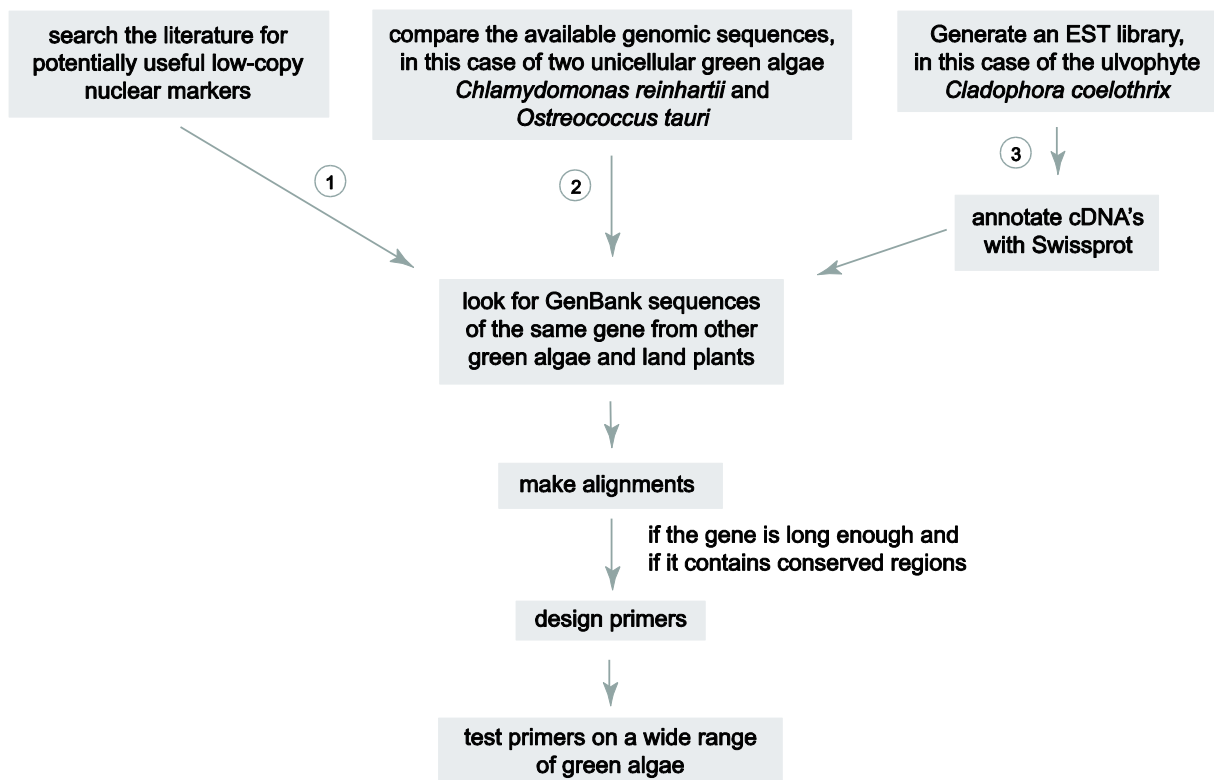 search the literature for
potentially useful low-copy
nuclear markers
compare the available genomic sequences,
in this case of two unicellular green algae
Chlamydomonas reinhartii and
Ostreococcus tauri
Generate an EST library,
in this case of the ulvophyte
Cladophora coelothrix
1
2
3
annotate cDNA's
with Swissprot
look for GenBank sequences
of the same gene from other
green algae and land plants
make alignments
if the gene is long enough and
if it contains conserved regions
design primers
test primers on a wide range
of green algae